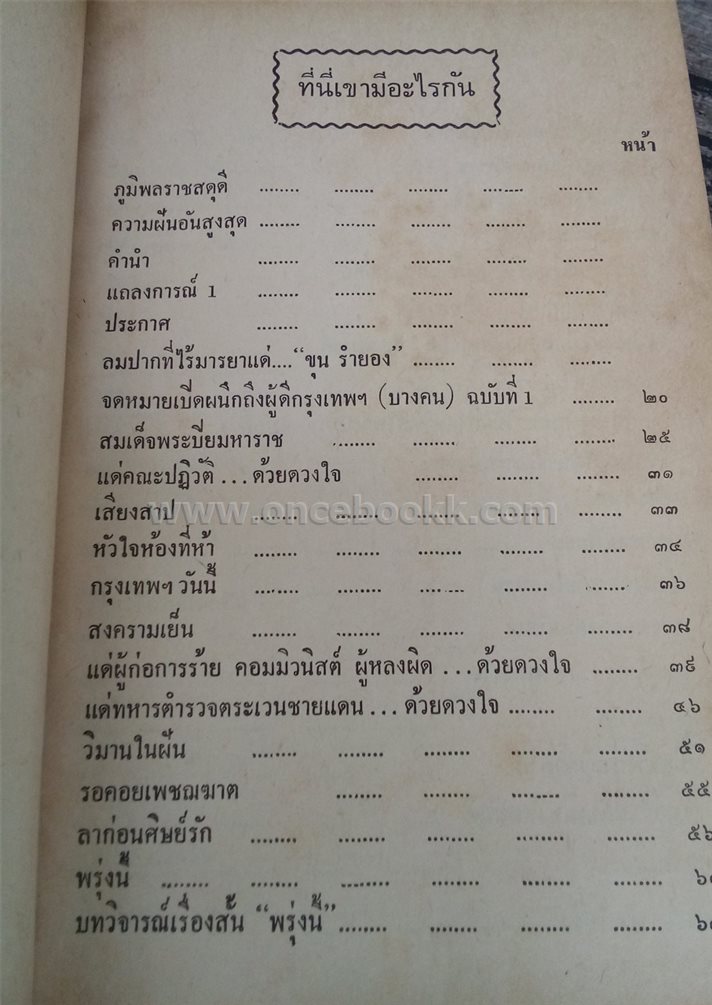 ที่นี่เขามีอะไรกัน
หน้า
ภูมิพลราชสดุดี ........ ........ ........ ........ ........
ความฝันอันสูงสุด ........ ........ ........ ........ ........
คำนำ ........ ........ ........ ........ ........
แถลงการณ์ 1 ........ ........ ........ ........ ........
ประกาศ ........ ........ ........ ........ ........
ลมปากที่ไร้มารยาแด่...."ขุน รำยอง" ........ ........ ........
จดหมายเปิดผนึกถึงผู้ดีกรุงเทพฯ (บางคน) ฉบับที่ 1 ........ ๒๐
สมเด็จพระปิยมหาราช ........ ........ ........ ........ ๒๕
แด่คณะปฏิวัติ ... ด้วยดวงใจ ........ ........ ........ ๓๑
เสียงสาป ........ ........ ........ ........ ........ ๓๓
www.oncebookk.com
หัวใจห้องที่ห้า ........ ........ ........ ........ ........ ๓๔
กรุงเทพฯ วันนี้ ........ ........ ........ ........ ........ ๓๖
สงครามเย็น ........ ........ ........ ........ ........ ๓๘
แด่ผู้ก่อการร้าย คอมมิวนิสต์ ผู้หลงผิด ... ด้วยดวงใจ ........ ๓๙
แด่ทหารตำรวจตระเวนชายแดน ... ด้วยดวงใจ ........ ........ ๔๖
วิมานในฝัน ........ ........ ........ ........ ........ ๕๑
รอคอยเพชฌฆาต ........ ........ ........ ........ ๕๕
ลาก่อนศิษย์รัก ........ ........ ........ ........ ........ ๕๖
พรุ่งนี้ ........ ........ ........ ........ ........ ........
บทวิจารณ์เรื่องสั้น "พรุ่งนี้" ........ ........ ........ ........